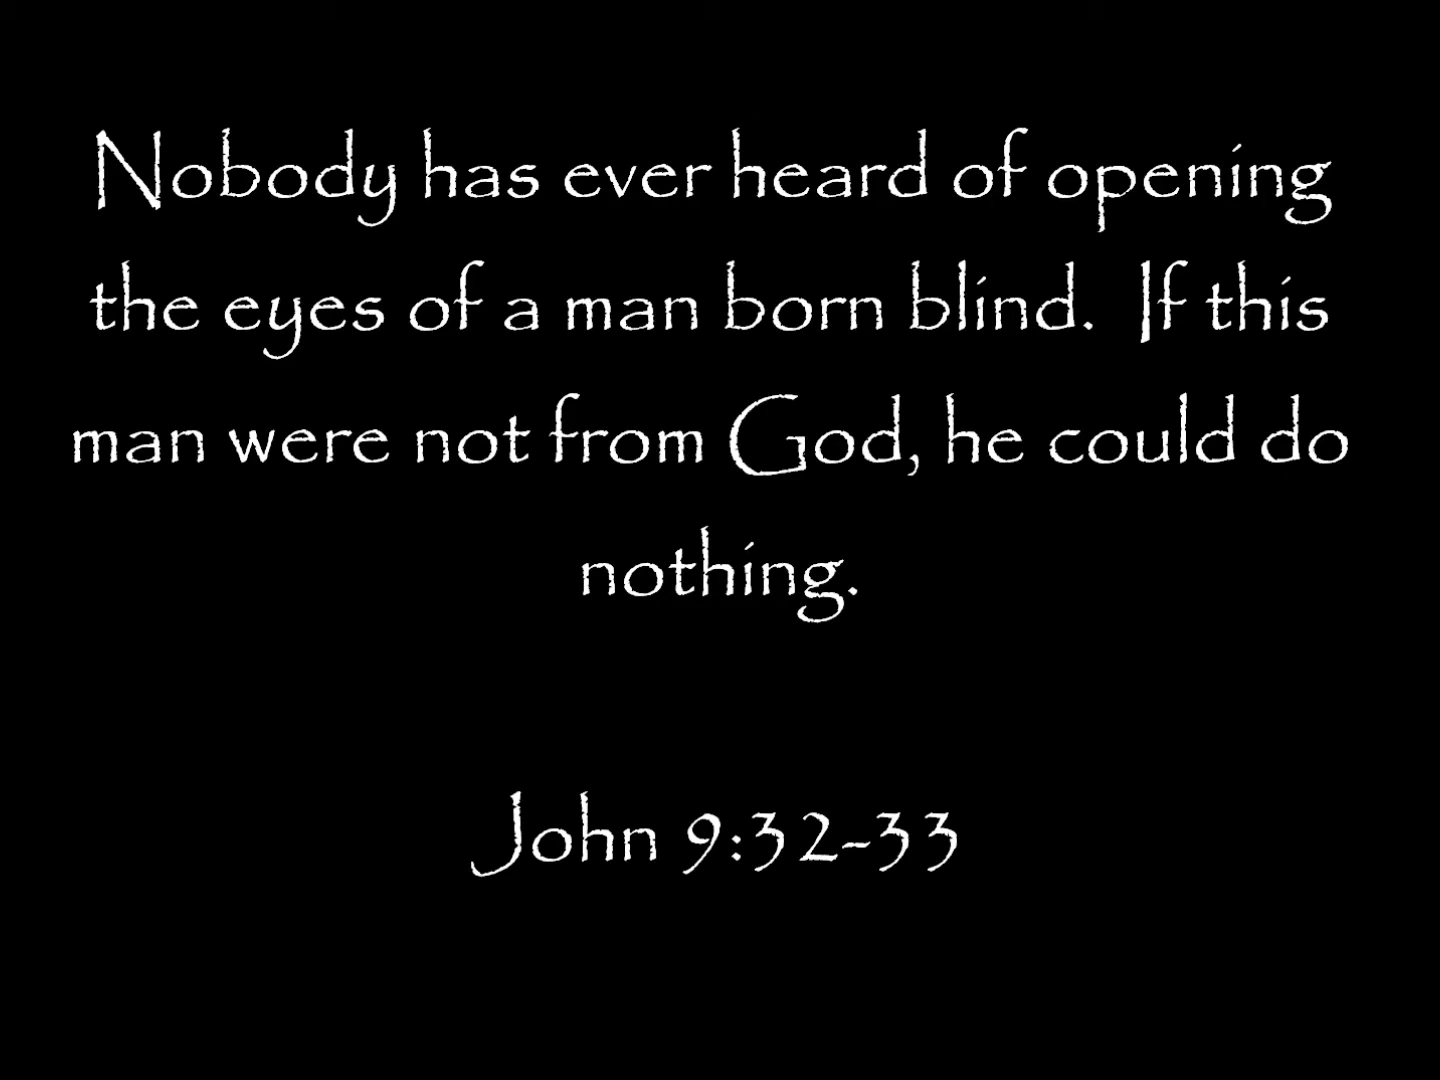 Nobody has ever heard of opening
the eyes of a man born blind.  If this
man were not from God, he could do
nothing.
John 9:32-33